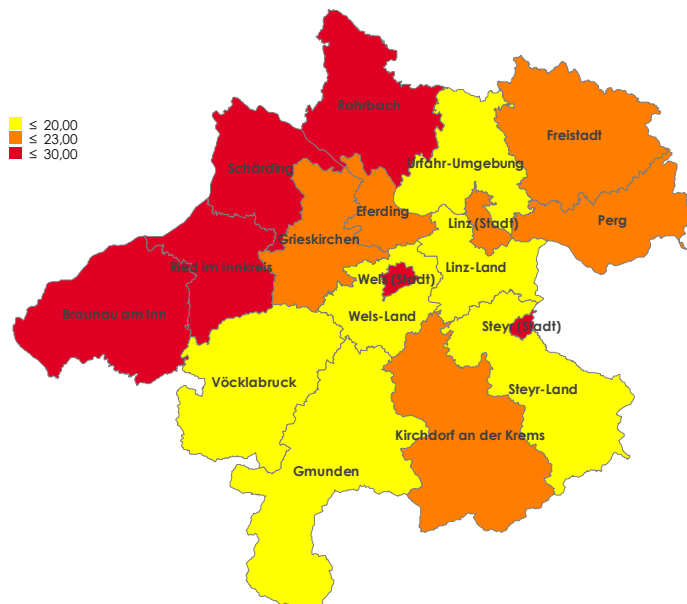 ≤ 20,00
≤ 23,00
≤ 30,00
Rohrbach
Freistadt
Schärding
Urfahr-Umgebung
Eferding
Linz (Stadt)
Perg
Grieskirchen
Ried im Innkreis
Wels (Stadt)
Linz-Land
Braunau am Inn
Wels-Land
Steyr (Stadt)
Vöcklabruck
Steyr-Land
Kirchdorf an der Krems
Gmunden